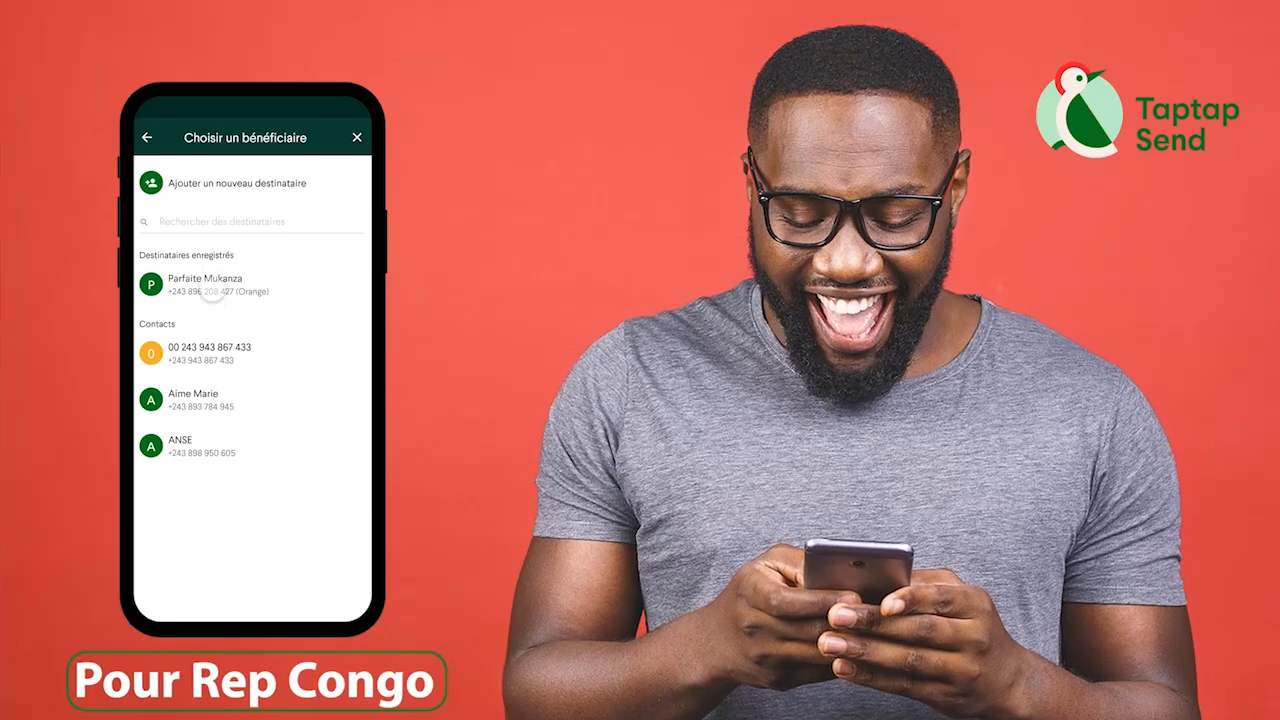 Choisir un bénéficiaire
Ajouter un nouveau destinataire
Rechercher des destinataires
Destinataires enregistrés
P
Parfaite Mukanza
+243 896 208 427 (Orange)
Contacts
0
00 243 943 867 433
+243 943 867 433
A
Aime Marie
+243 893 784 945
A
ANSE
+243 898 950 605
Pour Rep Congo
Taptap
Send